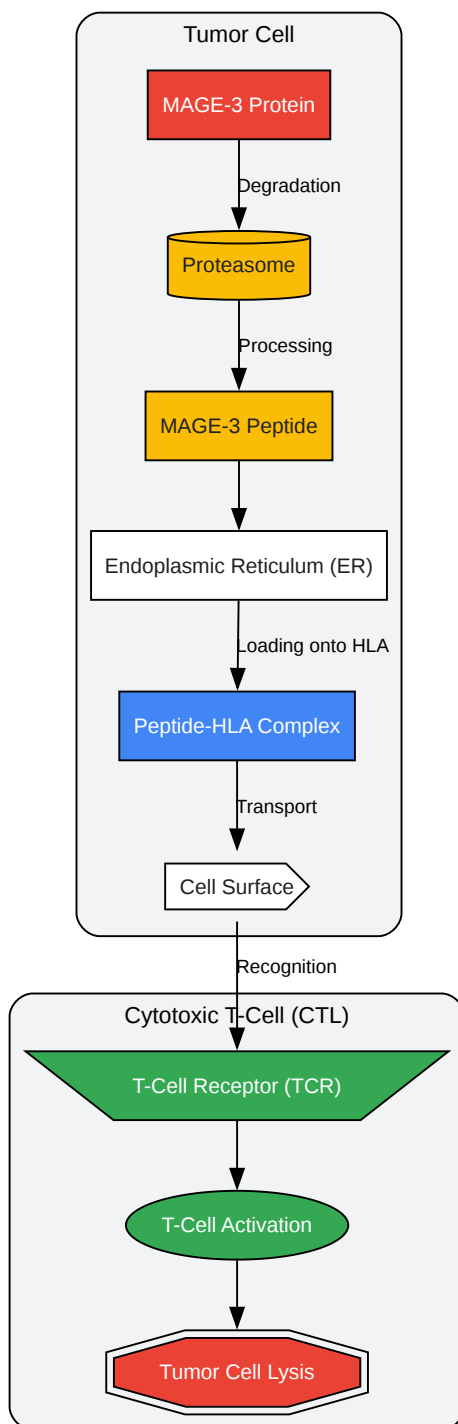 Tumor Cell
MAGE-3 Protein
Degradation
Proteasome
Processing
MAGE-3 Peptide
Endoplasmic Reticulum (ER)
Loading onto HLA
Peptide-HLA Complex
Transport
Cell Surface
Recognition
Cytotoxic T-Cell (CTL)
T-Cell Receptor (TCR)
T-Cell Activation
Tumor Cell Lysis